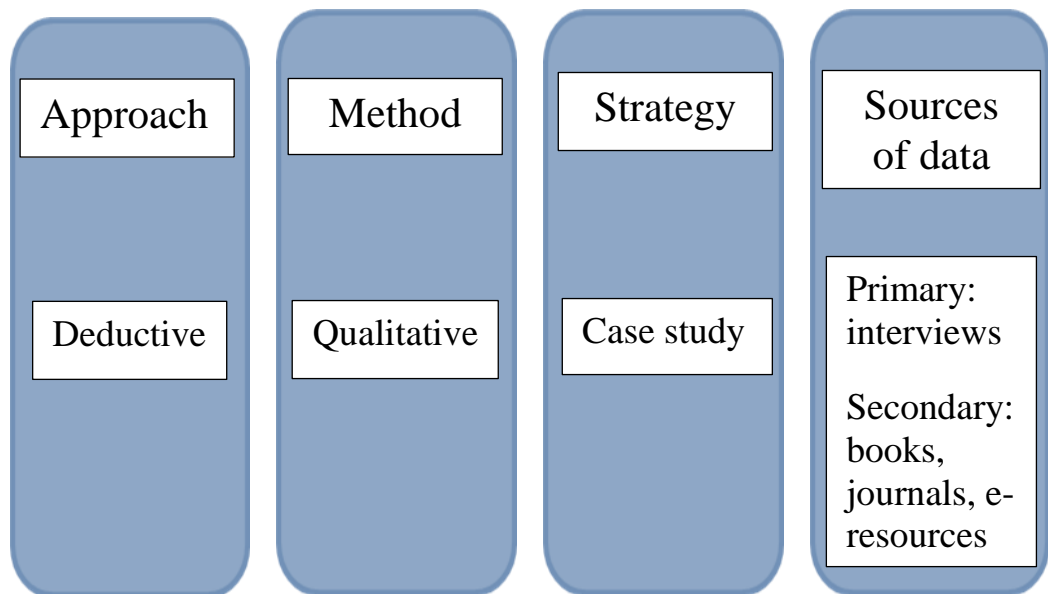 Approach
Deductive
Method
Qualitative
Strategy
Case study
Sources
of data
Primary:
interviews
Secondary:
books,
journals, e-
resources